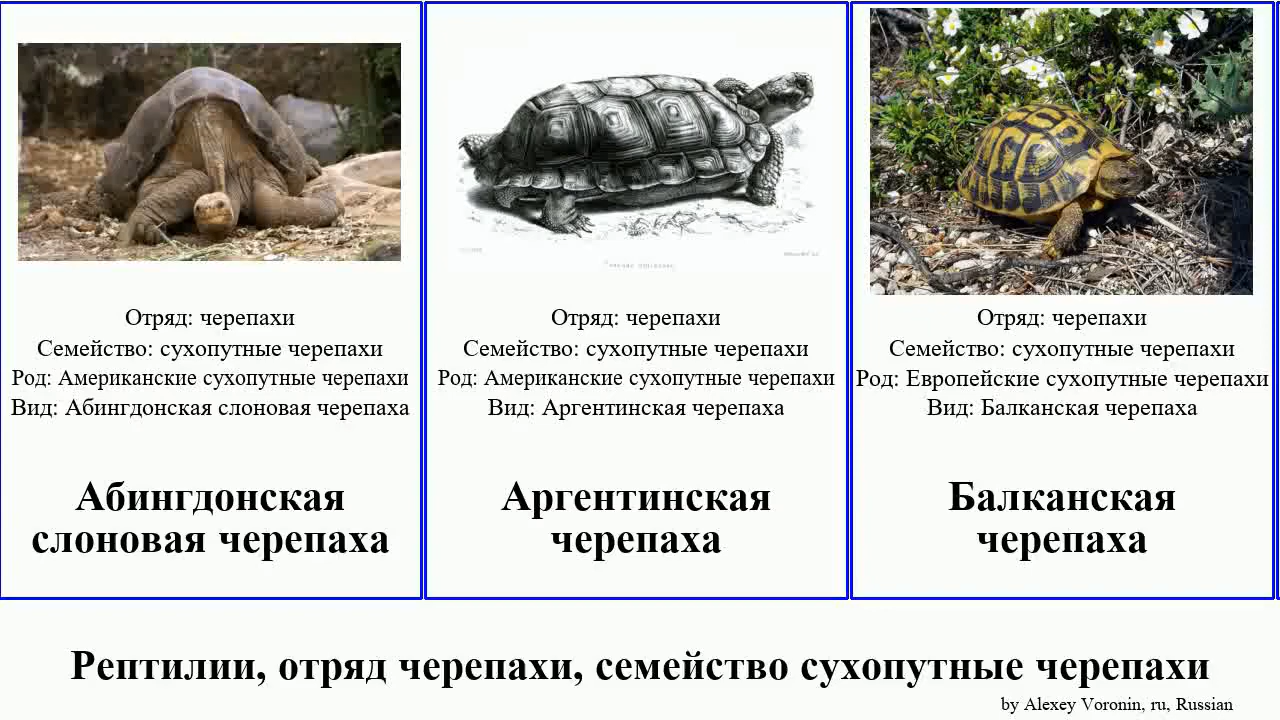 Отряд: черепахи
Семейство: сухопутные черепахи
Род: Американские сухопутные черепахи
Вид: Абингдонская слоновая черепаха
Абингдонская
слоновая черепаха
Отряд: черепахи
Семейство: сухопутные черепахи
Род: Американские сухопутные черепахи
Вид: Аргентинская черепаха
Аргентинская
черепаха
Отряд: черепахи
Семейство: сухопутные черепахи
Род: Европейские сухопутные черепахи
Вид: Балканская черепаха
Балканская
черепаха
Рептилии, отряд черепахи, семейство сухопутные черепахи
by Alexey Voronin, ru, Russian